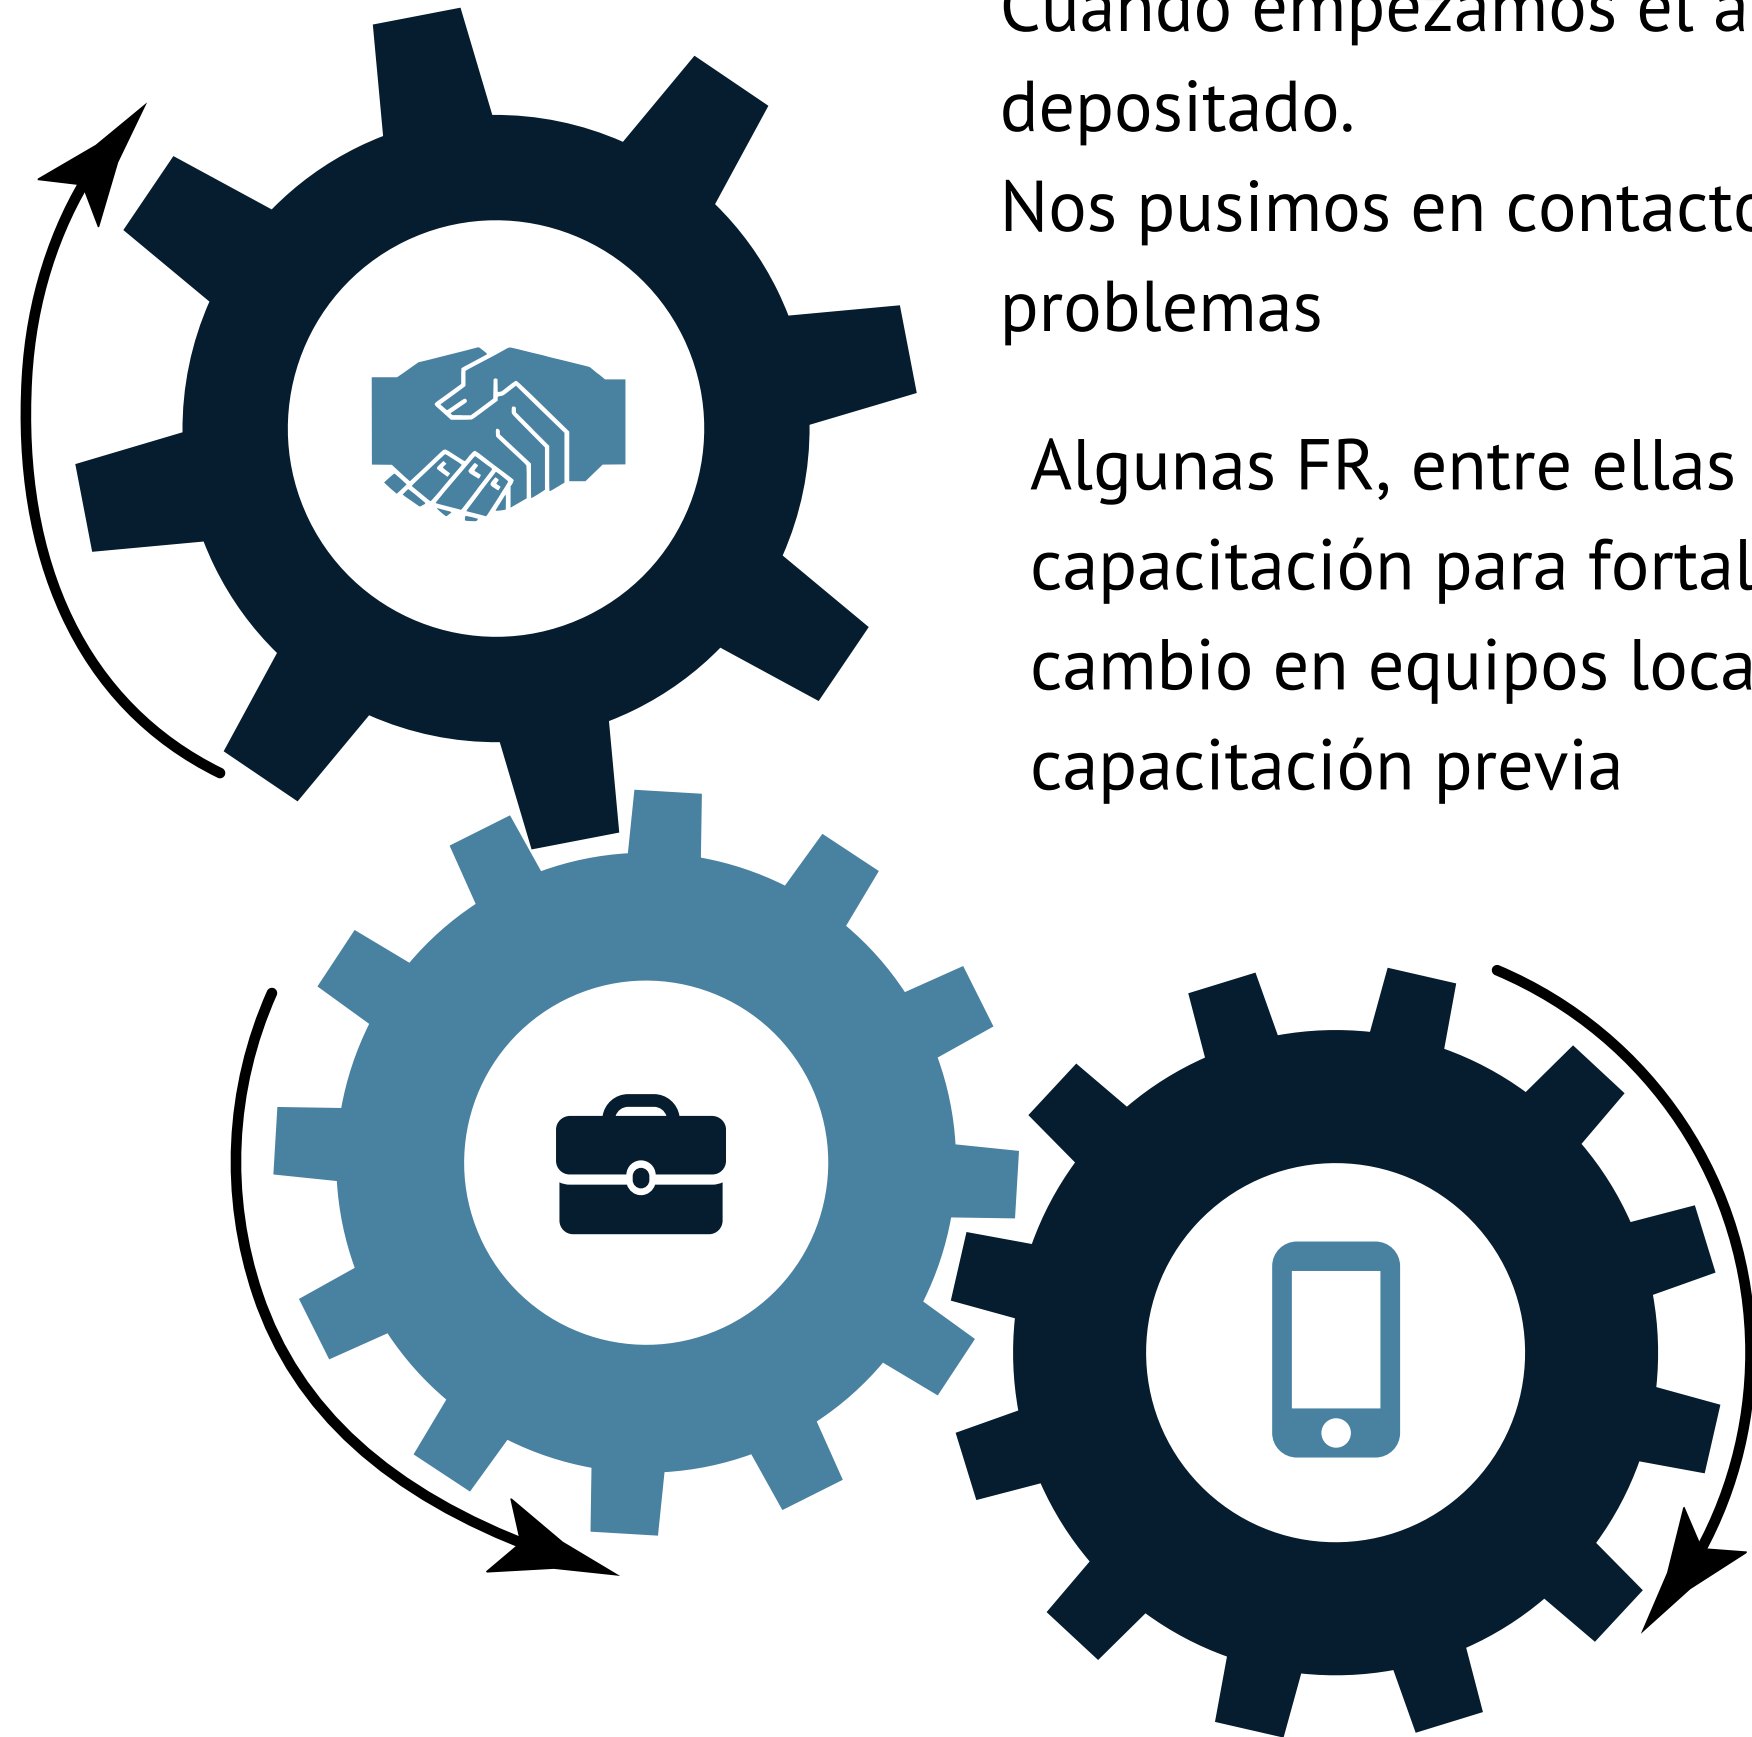 Cuando empezamos el a
depositado.
Nos pusimos en contacto
problemas
Algunas FR, entre ellas
capacitación para fortal
cambio en equipos loca
capacitación previa